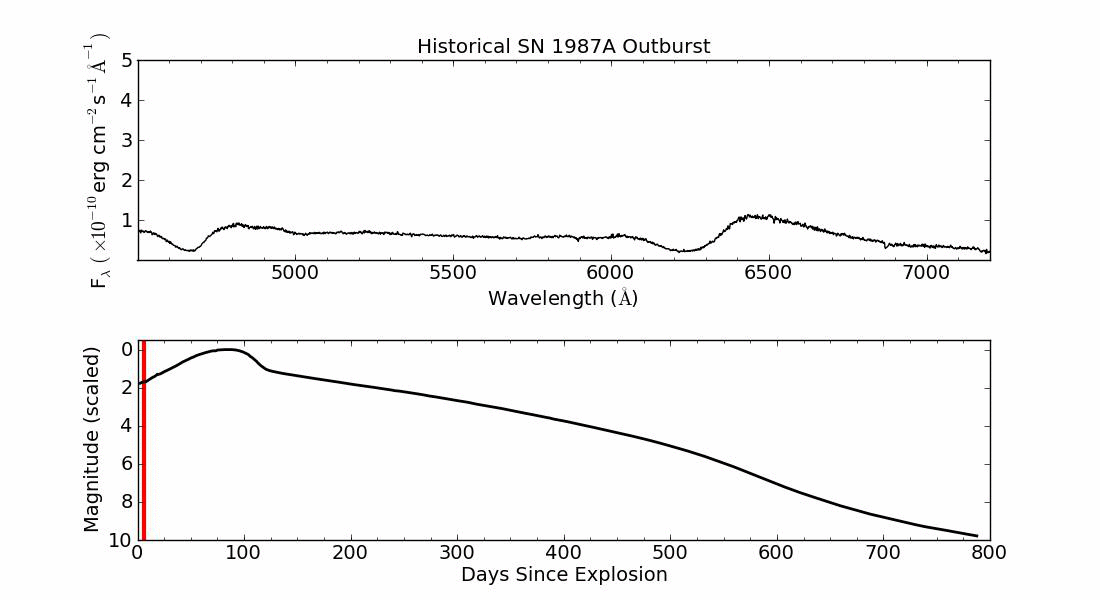 Historical SN 1987A Outburst
F_λ ( ×10^−10 erg cm^−2 s^−1 Å^−1 )
5
4
3
2
1
5000 5500 6000 6500 7000
Wavelength (Å)
Magnitude (scaled)
0
2
4
6
8
10
0 100 200 300 400 500 600 700 800
Days Since Explosion